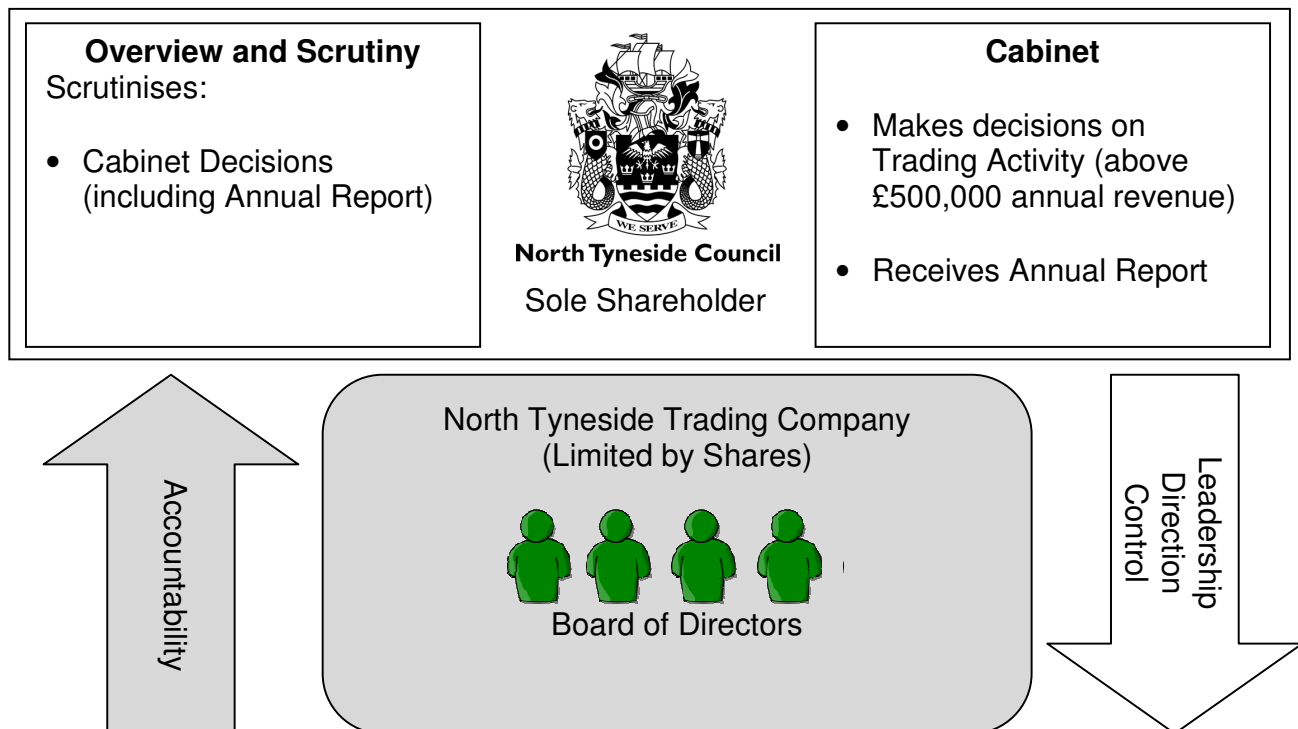 Overview and Scrutiny
Scrutinises:
• Cabinet Decisions
(including Annual Report)
WE SERVE
North Tyneside Council
Sole Shareholder
Cabinet
• Makes decisions on
Trading Activity (above
£500,000 annual revenue)
• Receives Annual Report
Accountability
North Tyneside Trading Company
(Limited by Shares)
Board of Directors
Leadership
Direction
Control